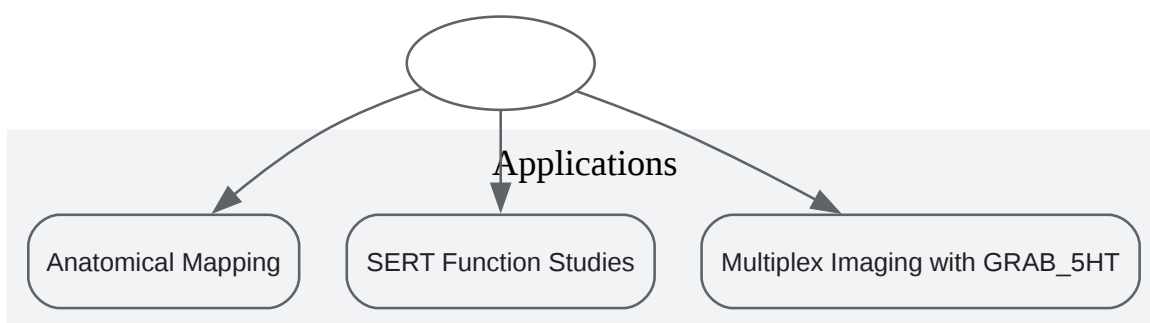 Applications
Anatomical Mapping
SERT Function Studies
Multiplex Imaging with GRAB_5HT